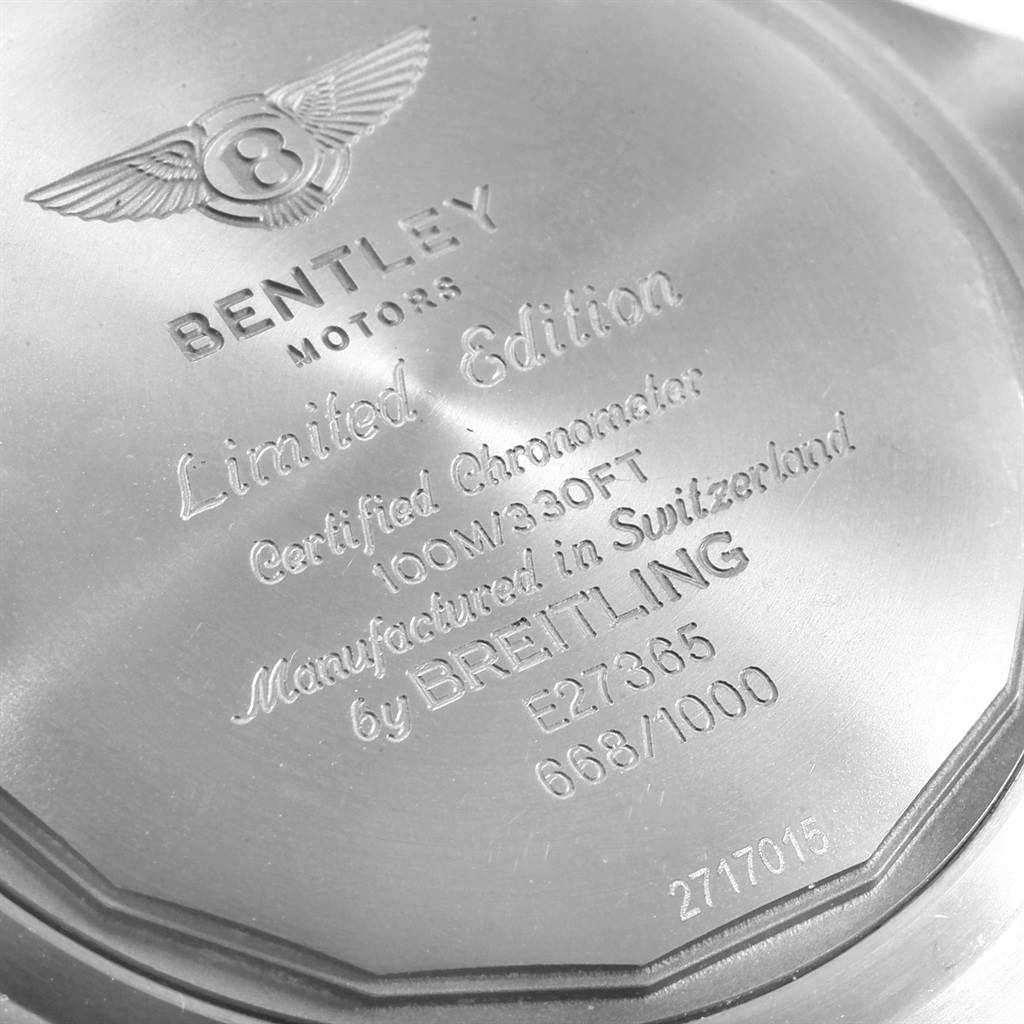 B
BENTLEY
MOTORS
Limited Edition
Certified Chronometer
100M/330FT
Manufactured in Switzerland
by BREITLING
E27365
668/1000
2717015